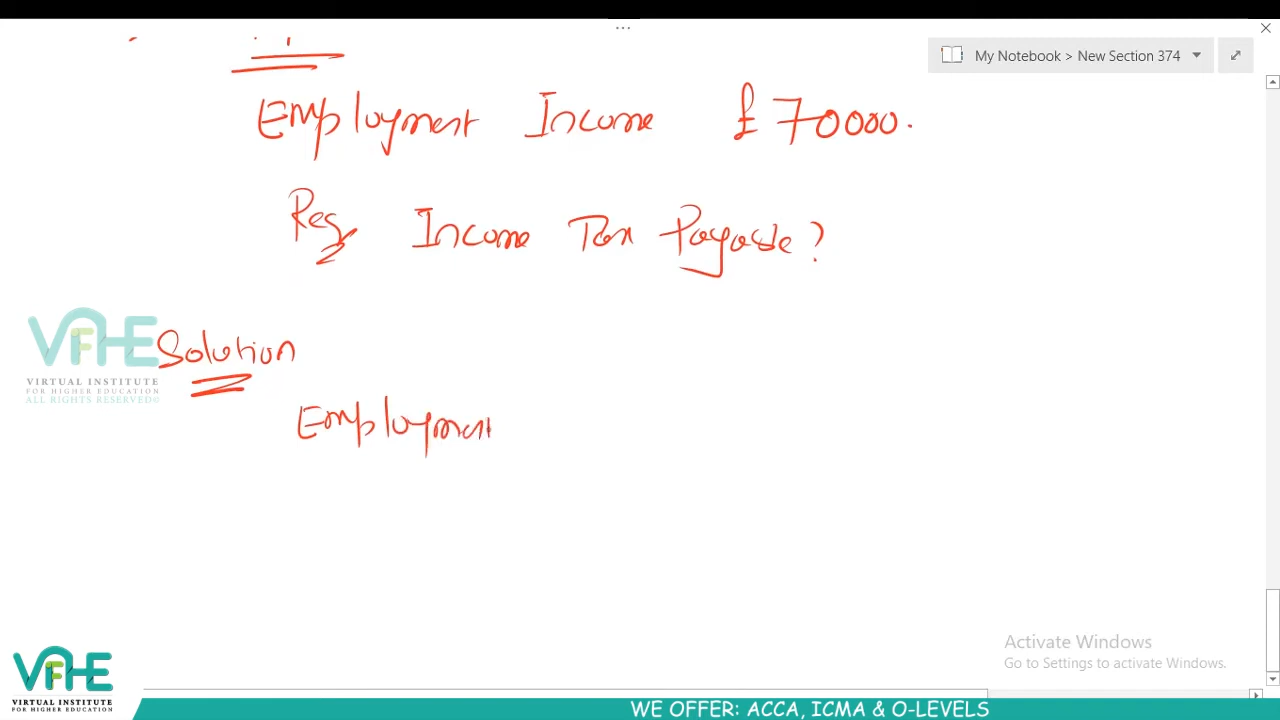 My Notebook > New Section 374
Employment Income £70000.
Req Income Tax Payable?
Solution
VFHE
VIRTUAL INSTITUTE
FOR HIGHER EDUCATION
ALL RIGHTS RESERVED©
Employment
Activate Windows
Go to Settings to activate Windows.
VFHE
VIRTUAL INSTITUTE
FOR HIGHER EDUCATION
WE OFFER: ACCA, ICMA & O-LEVELS